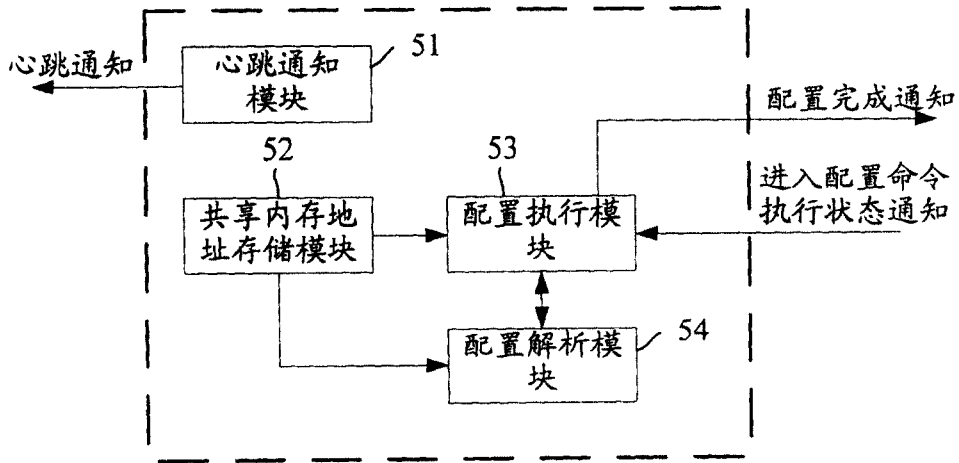 心跳通知
心跳通知
模块
51
配置完成通知
52
53
进入配置命令
执行状态通知
共享内存地
址存储模块
配置执行模
块
配置解析模
块
54